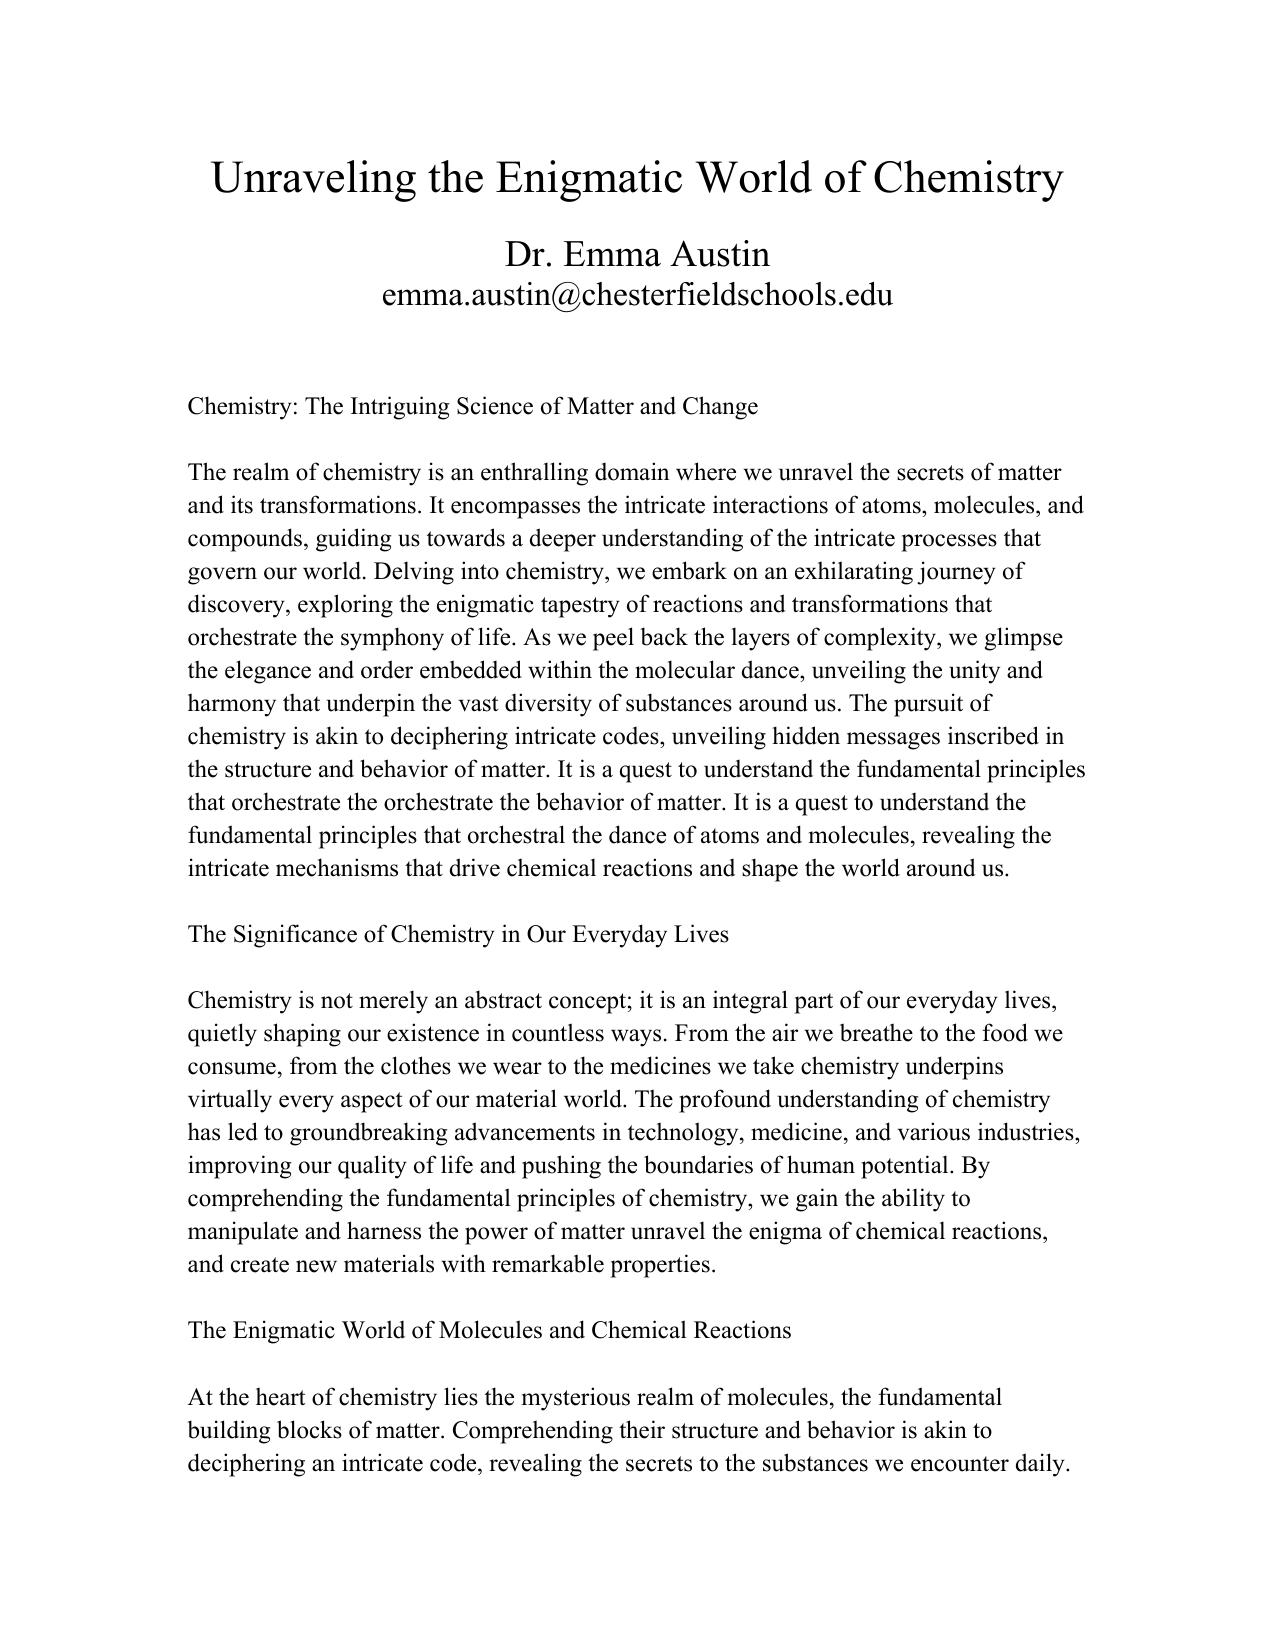 Unraveling the Enigmatic World of Chemistry
Dr. Emma Austin
emma.austin@chesterfieldschools.edu
Chemistry: The Intriguing Science of Matter and Change
The realm of chemistry is an enthralling domain where we unravel the secrets of matter
and its transformations. It encompasses the intricate interactions of atoms, molecules, and
compounds, guiding us towards a deeper understanding of the intricate processes that
govern our world. Delving into chemistry, we embark on an exhilarating journey of
discovery, exploring the enigmatic tapestry of reactions and transformations that
orchestrate the symphony of life. As we peel back the layers of complexity, we glimpse
the elegance and order embedded within the molecular dance, unveiling the unity and
harmony that underpin the vast diversity of substances around us. The pursuit of
chemistry is akin to deciphering intricate codes, unveiling hidden messages inscribed in
the structure and behavior of matter. It is a quest to understand the fundamental principles
that orchestrate the orchestrate the behavior of matter. It is a quest to understand the
fundamental principles that orchestral the dance of atoms and molecules, revealing the
intricate mechanisms that drive chemical reactions and shape the world around us.
The Significance of Chemistry in Our Everyday Lives
Chemistry is not merely an abstract concept; it is an integral part of our everyday lives,
quietly shaping our existence in countless ways. From the air we breathe to the food we
consume, from the clothes we wear to the medicines we take chemistry underpins
virtually every aspect of our material world. The profound understanding of chemistry
has led to groundbreaking advancements in technology, medicine, and various industries,
improving our quality of life and pushing the boundaries of human potential. By
comprehending the fundamental principles of chemistry, we gain the ability to
manipulate and harness the power of matter unravel the enigma of chemical reactions,
and create new materials with remarkable properties.
The Enigmatic World of Molecules and Chemical Reactions
At the heart of chemistry lies the mysterious realm of molecules, the fundamental
building blocks of matter. Comprehending their structure and behavior is akin to
deciphering an intricate code, revealing the secrets to the substances we encounter daily.